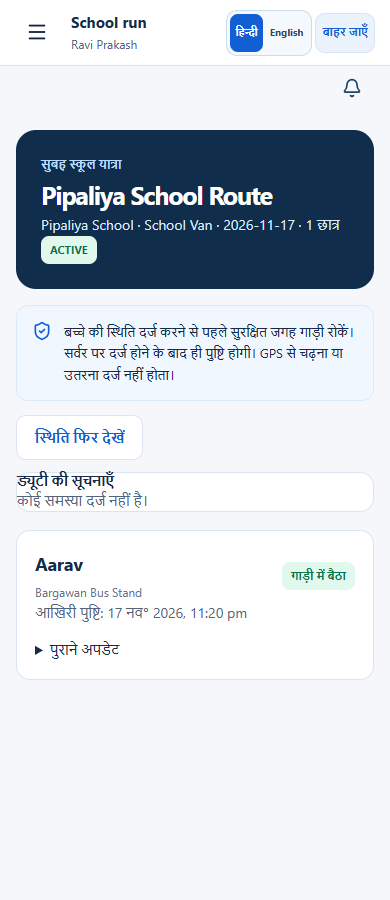 School run
Ravi Prakash
हिन्दी
English
बाहर जाएँ
सुबह स्कूल यात्रा
Pipaliya School Route
Pipaliya School · School Van · 2026-11-17 · 1 छात्र
ACTIVE
बच्चे की स्थिति दर्ज करने से पहले सुरक्षित जगह गाड़ी रोकें।
सर्वर पर दर्ज होने के बाद ही पुष्टि होगी। GPS से चढ़ना या
उतरना दर्ज नहीं होता।
स्थिति फिर देखें
ड्यूटी की सूचनाएँ
कोई समस्या दर्ज नहीं है।
Aarav
गाड़ी में बैठा
Bargawan Bus Stand
आखिरी पुष्टि: 17 नव॰ 2026, 11:20 pm
पुराने अपडेट